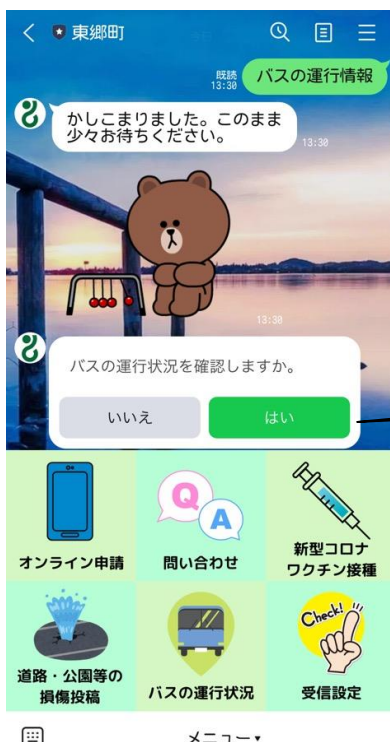 東郷町
バスの運行情報
既読
13:30
かしこまりました。このまま
少々お待ちください。
13:30
13:30
バスの運行状況を確認しますか。
いいえ
はい
オンライン申請
Q
A
問い合わせ
新型コロナ
ワクチン接種
道路・公園等の
損傷投稿
バスの運行状況
Check!
受信設定
メニュー▾